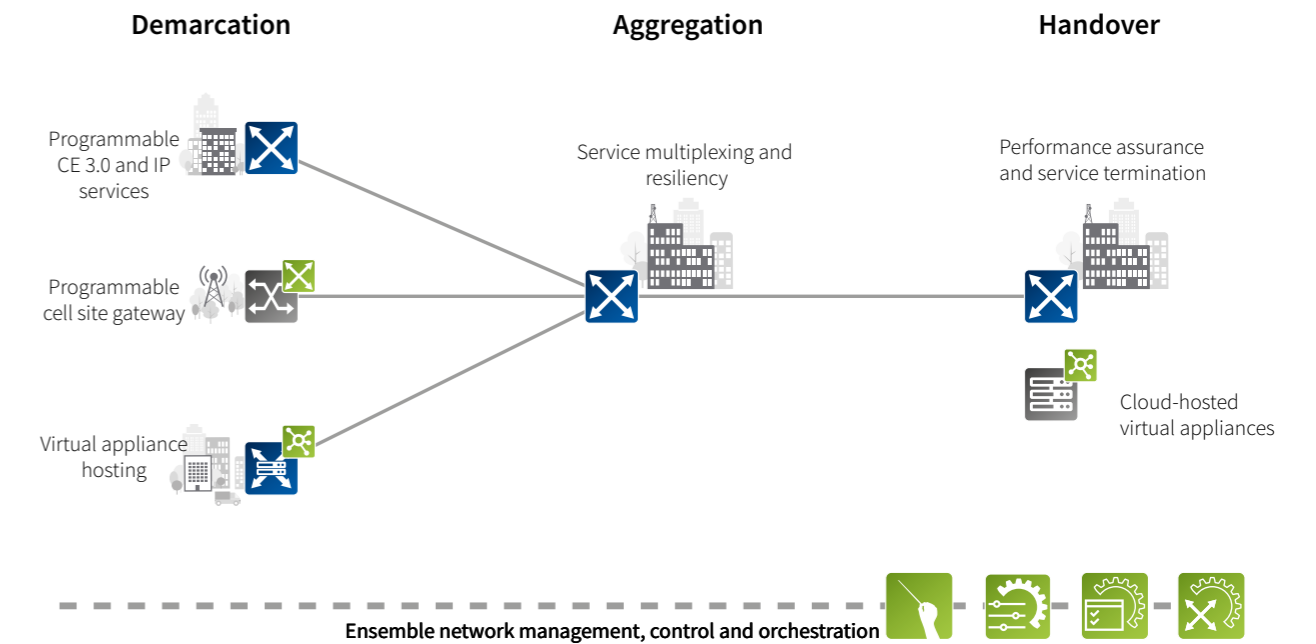 Demarcation
Aggregation
Handover
Programmable
CE 3.0 and IP
services
Service multiplexing and
resiliency
Performance assurance
and service termination
Programmable
cell site gateway
Virtual appliance
hosting
Cloud-hosted
virtual appliances
Ensemble network management, control and orchestration